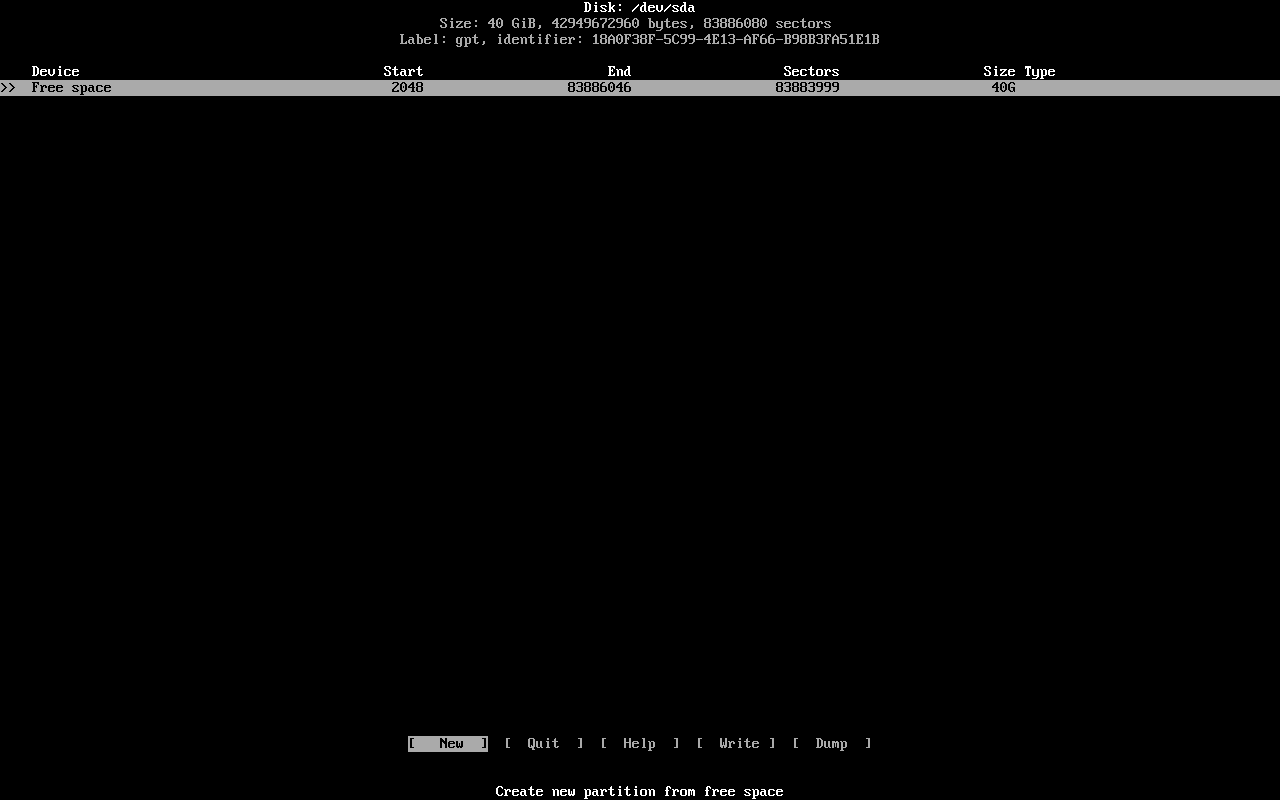 Disk: /dev/sda
Size: 40 GiB, 42949672960 bytes, 83886080 sectors
Label: gpt, identifier: 18A0F38F-5C99-4E13-AF66-B98B3FA51E1B
Device Start End Sectors Size Type
>> Free space 2048 83886046 83883999 40G
[ New ] [ Quit ] [ Help ] [ Write ] [ Dump ]
Create new partition from free space